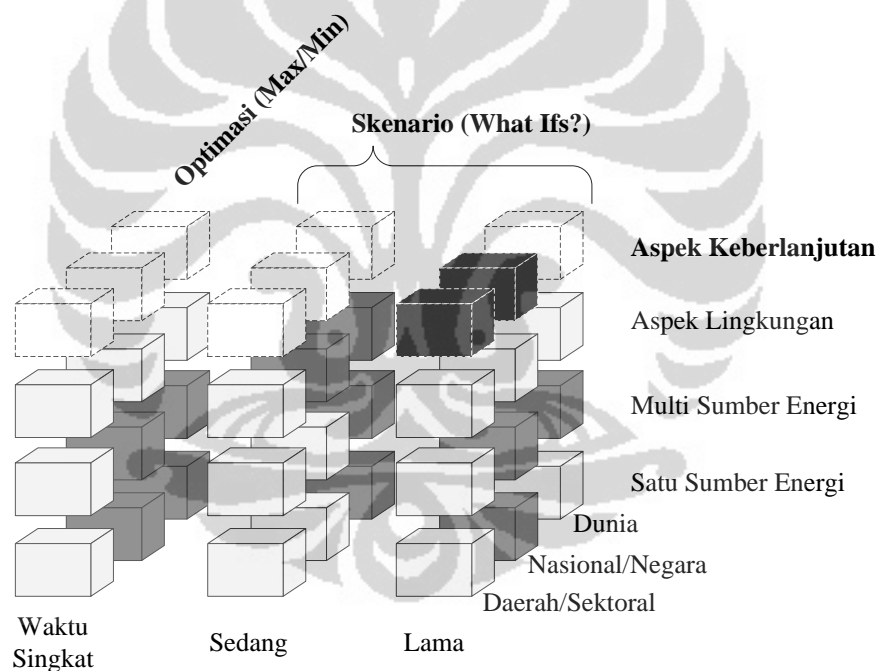 Optimasi (Max/Min)
Skenario (What Ifs?)
Aspek Keberlanjutan
Aspek Lingkungan
Multi Sumber Energi
Satu Sumber Energi
Dunia
Nasional/Negara
Daerah/Sektoral
Waktu
Singkat
Sedang
Lama